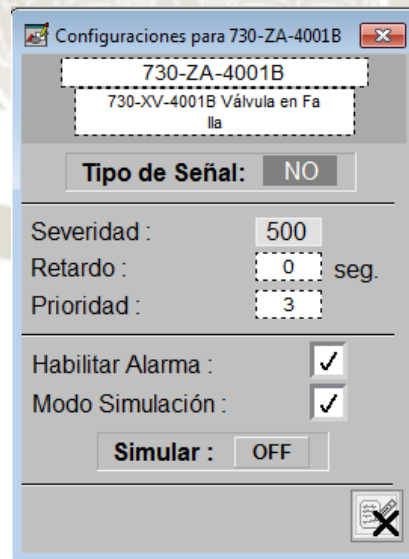 Configuraciones para 730-ZA-4001B
730-ZA-4001B
730-XV-4001B Válvula en Fa
lla
Tipo de Señal: NO
Severidad : 500
Retardo : 0 seg.
Prioridad : 3
Habilitar Alarma :
Modo Simulación :
Simular : OFF